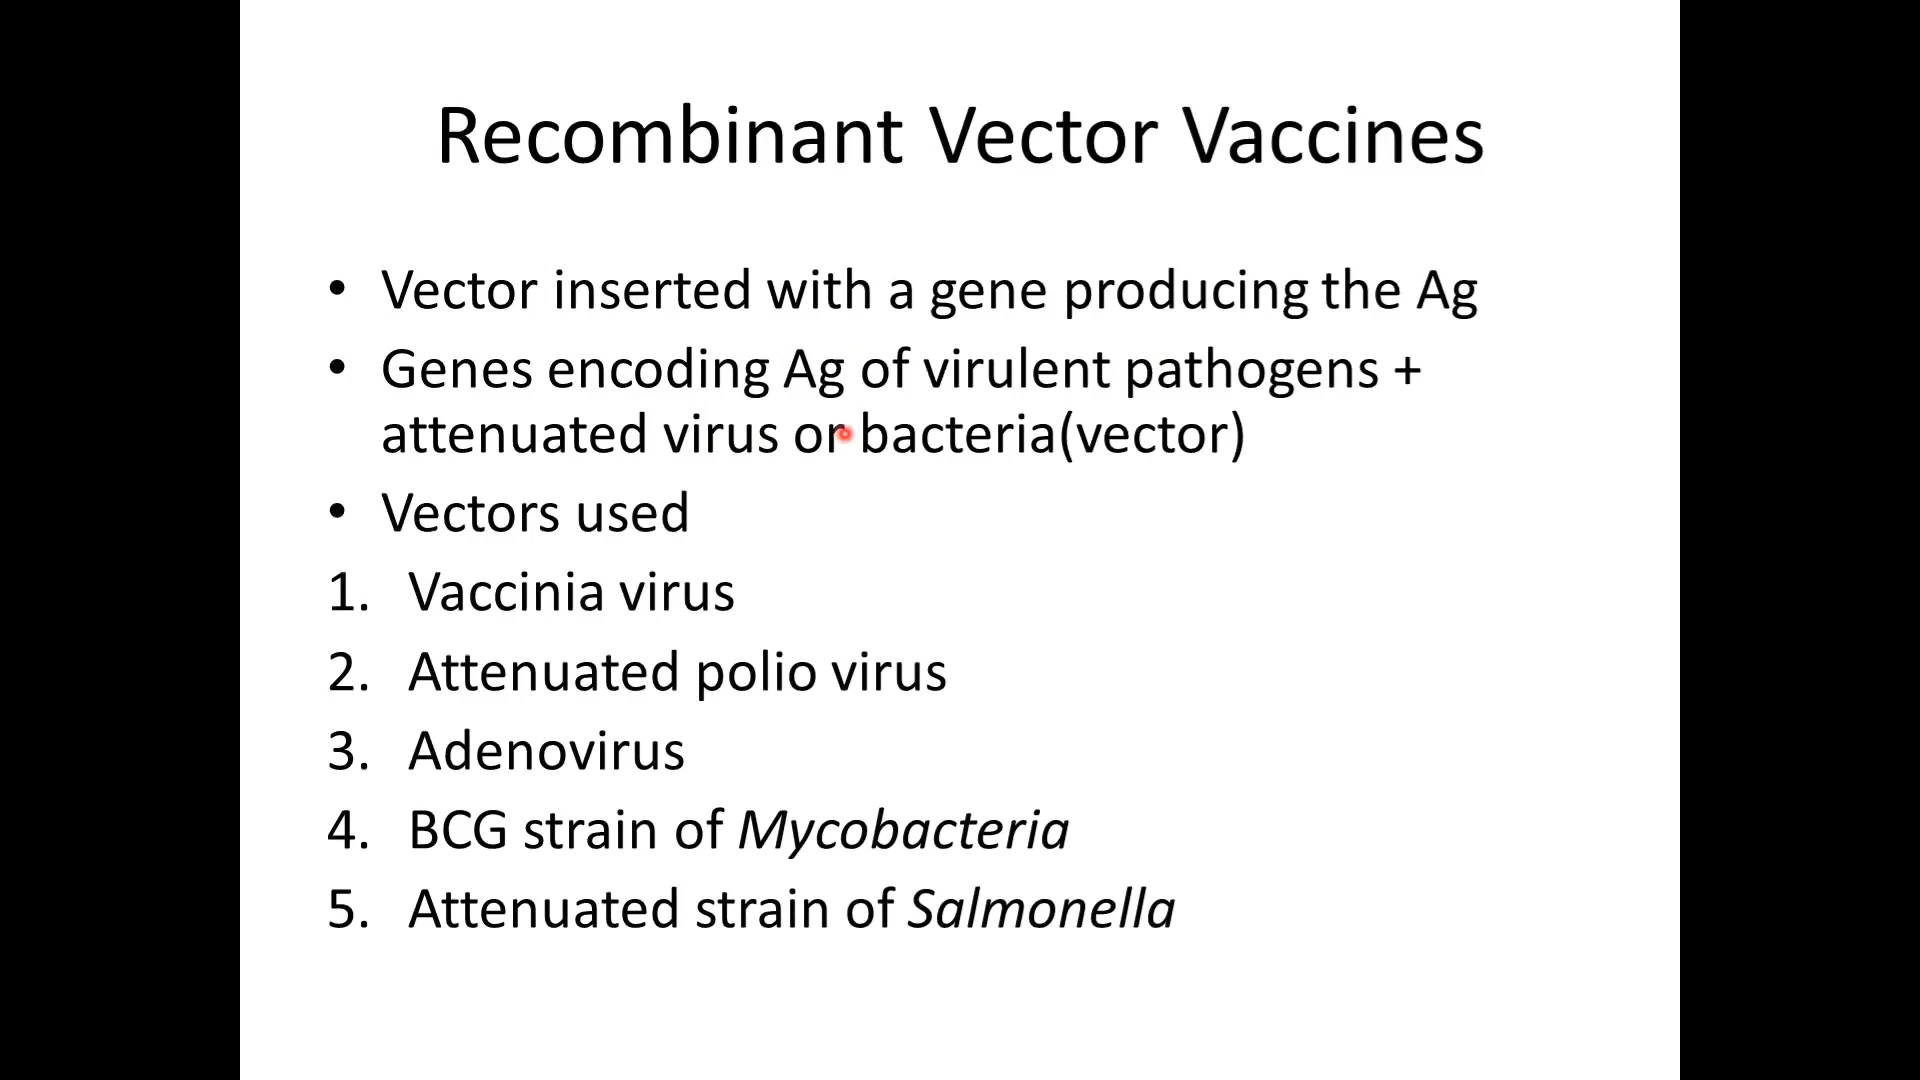 Recombinant Vector Vaccines
• Vector inserted with a gene producing the Ag
• Genes encoding Ag of virulent pathogens +
attenuated virus or bacteria(vector)
• Vectors used
1. Vaccinia virus
2. Attenuated polio virus
3. Adenovirus
4. BCG strain of Mycobacteria
5. Attenuated strain of Salmonella